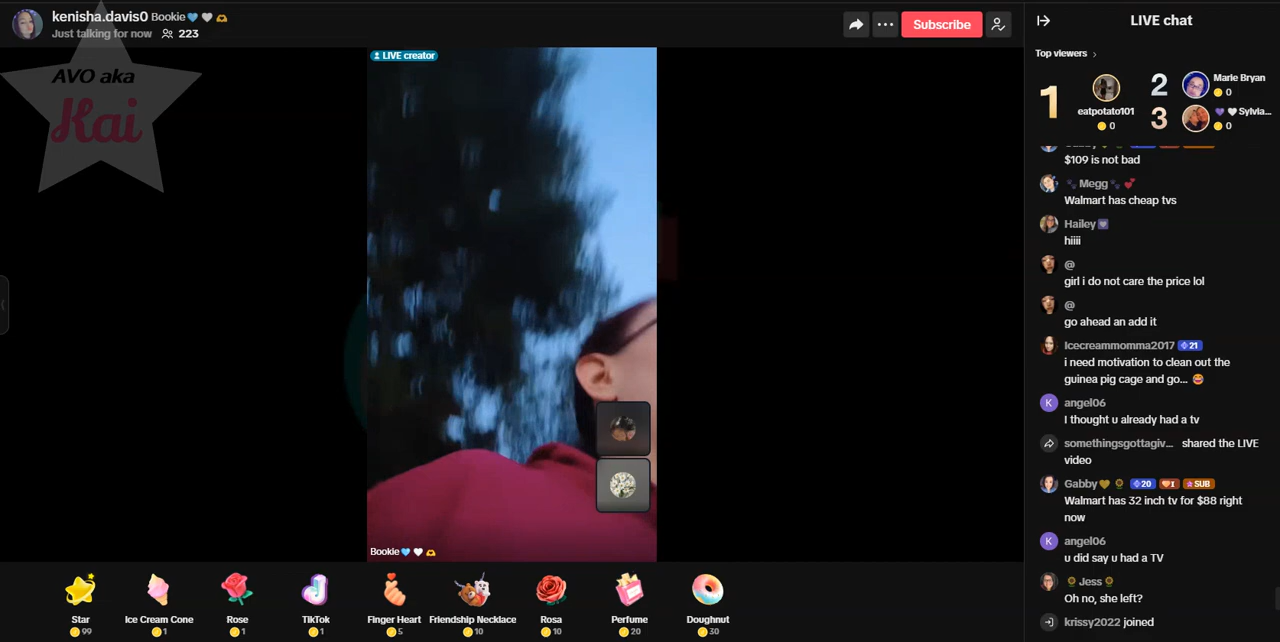 kenisha.davis0 Bookie
Just talking for now 223
Subscribe
AVO aka
Kai
LIVE creator
Bookie
Star
99
Ice Cream Cone
1
Rose
1
TikTok
1
Finger Heart
5
Friendship Necklace
10
Rosa
10
Perfume
20
Doughnut
30
LIVE chat
Top viewers
1
eatpotato101
0
2
Marie Bryan
0
3
Sylvia...
0
$109 is not bad
Megg
Walmart has cheap tvs
Hailey
hiiii
@
girl i do not care the price lol
@
go ahead an add it
Icecreammomma2017 21
i need motivation to clean out the
guinea pig cage and go...
K angel06
I thought u already had a tv
somethingsgottagiv... shared the LIVE
video
Gabby 20 I SUB
Walmart has 32 inch tv for $88 right
now
K angel06
u did say u had a TV
Jess
Oh no, she left?
krissy2022 joined